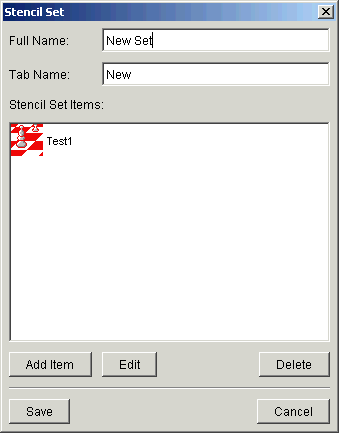 Stencil Set
Full Name: New Set
Tab Name: New
Stencil Set Items:
Test1
Add Item Edit Delete
Save Cancel